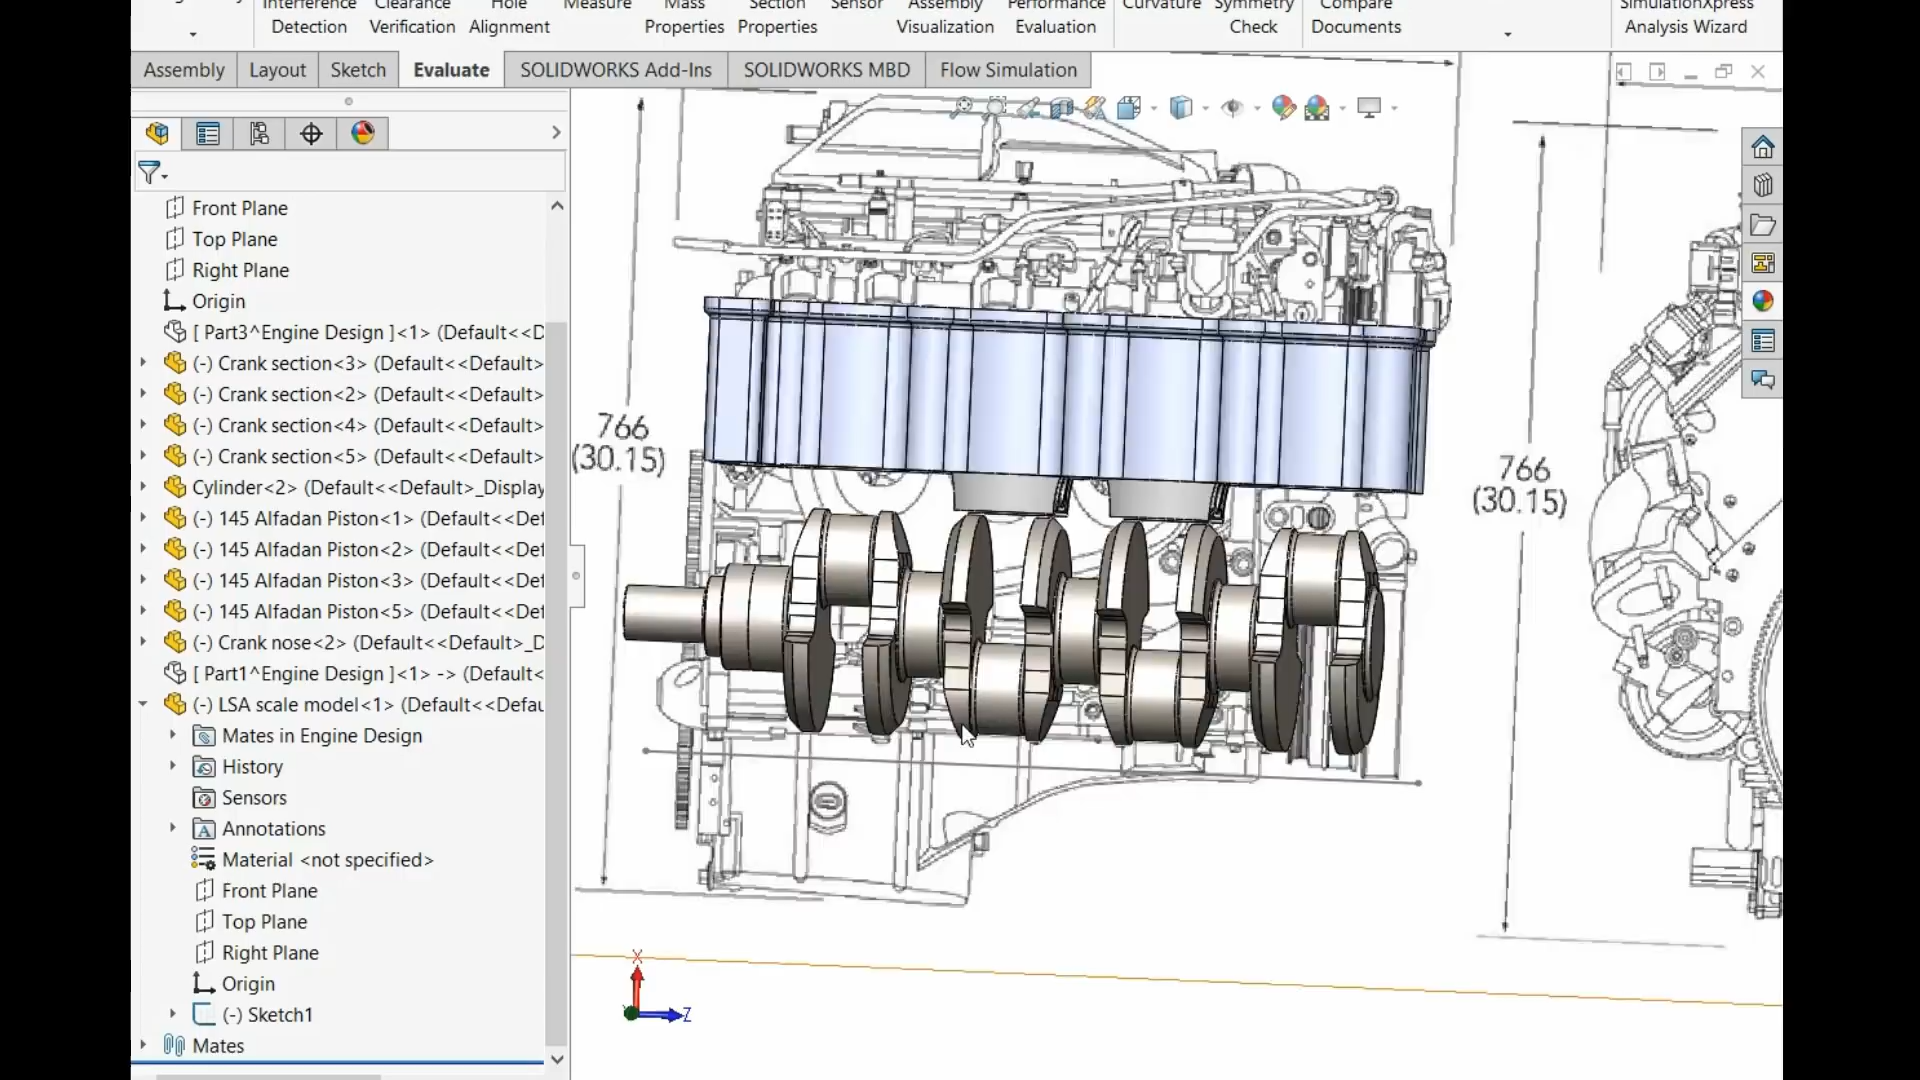 Interference Clearance Hole Measure Mass Section Sensor Assembly Performance Curvature Symmetry Compare SimulationXpress
Detection Verification Alignment Properties Properties Visualization Evaluation Check Documents Analysis Wizard
Assembly Layout Sketch Evaluate SOLIDWORKS Add-Ins SOLIDWORKS MBD Flow Simulation
Front Plane
Top Plane
Right Plane
Origin
[ Part3^Engine Design ]<1> (Default<<D
(-) Crank section<3> (Default<<Default>
(-) Crank section<2> (Default<<Default>
(-) Crank section<4> (Default<<Default>
(-) Crank section<5> (Default<<Default>
Cylinder<2> (Default<<Default>_Display
(-) 145 Alfadan Piston<1> (Default<<Def
(-) 145 Alfadan Piston<2> (Default<<Def
(-) 145 Alfadan Piston<3> (Default<<Def
(-) 145 Alfadan Piston<5> (Default<<Def
(-) Crank nose<2> (Default<<Default>_D
[ Part1^Engine Design ]<1> -> (Default<
(-) LSA scale model<1> (Default<<Defau
Mates in Engine Design
History
Sensors
Annotations
Material <not specified>
Front Plane
Top Plane
Right Plane
Origin
(-) Sketch1
Mates
766
(30.15)
766
(30.15)
X
Z